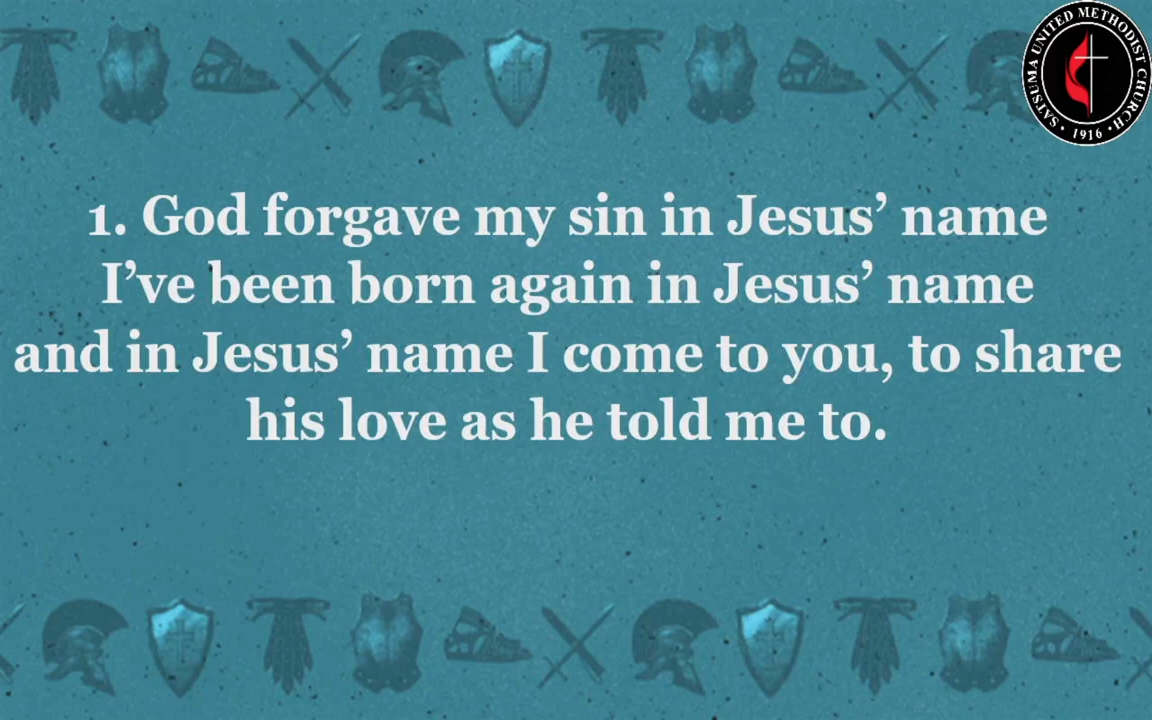 SATSUMA UNITED METHODIST CHURCH
• 1916 •
1. God forgave my sin in Jesus’ name
I’ve been born again in Jesus’ name
and in Jesus’ name I come to you, to share
his love as he told me to.